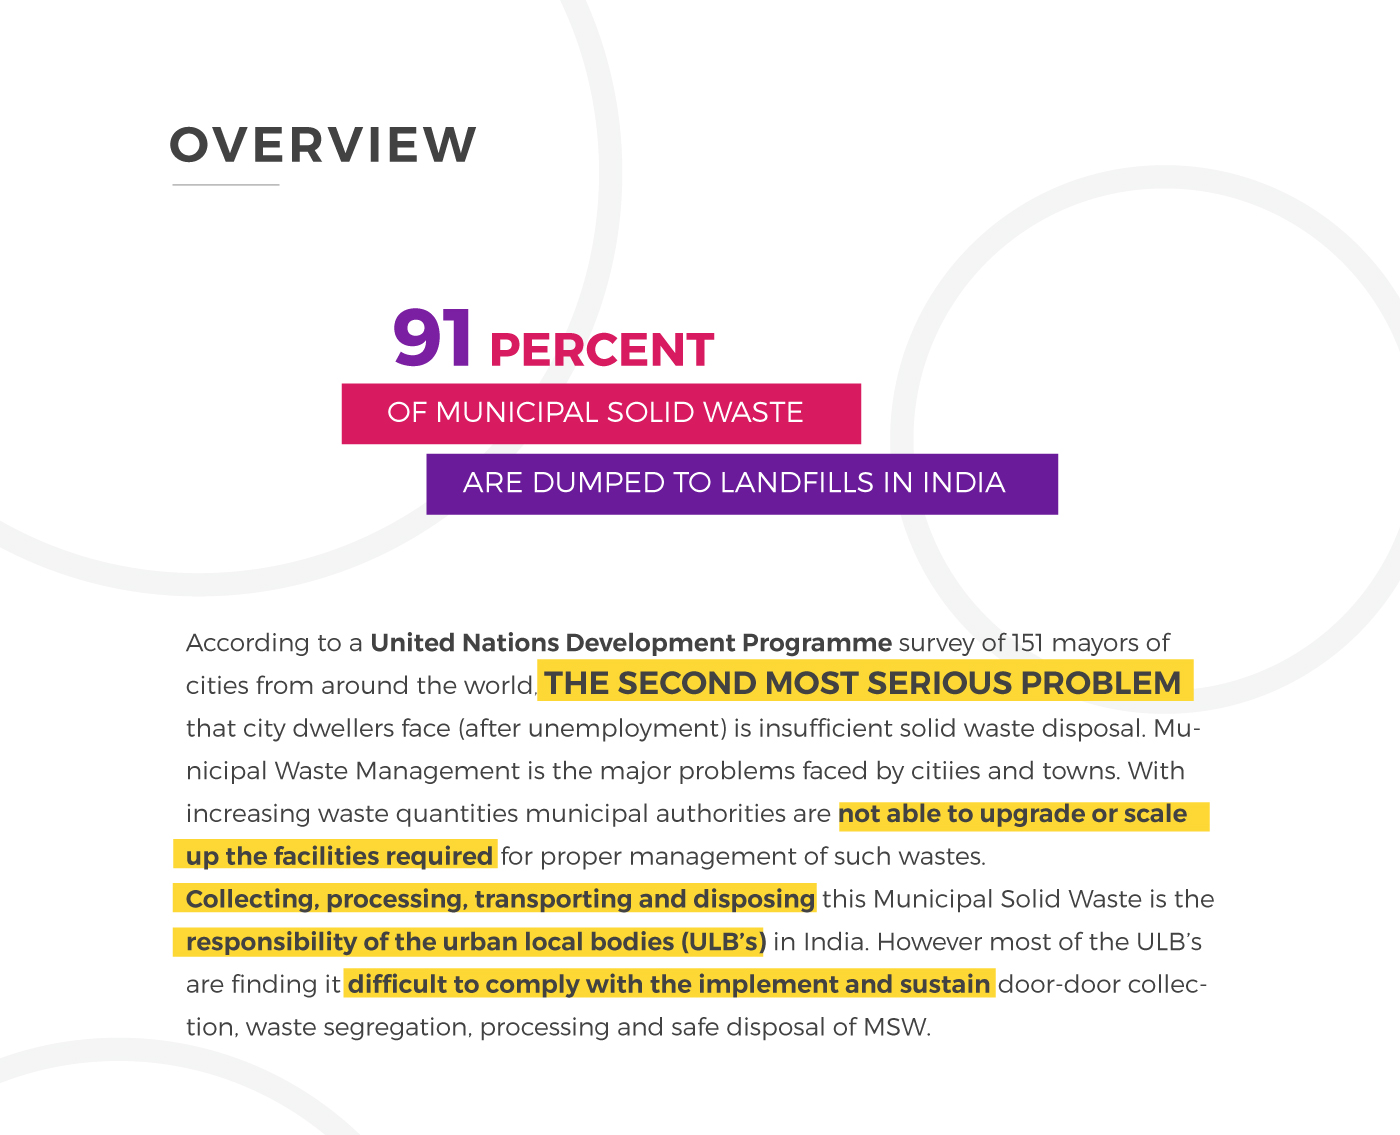 OVERVIEW
91 PERCENT
OF MUNICIPAL SOLID WASTE
ARE DUMPED TO LANDFILLS IN INDIA
According to a United Nations Development Programme survey of 151 mayors of
cities from around the world, THE SECOND MOST SERIOUS PROBLEM
that city dwellers face (after unemployment) is insufficient solid waste disposal. Mu-
nicipal Waste Management is the major problems faced by citiies and towns. With
increasing waste quantities municipal authorities are not able to upgrade or scale
up the facilities required for proper management of such wastes.
Collecting, processing, transporting and disposing this Municipal Solid Waste is the
responsibility of the urban local bodies (ULB’s) in India. However most of the ULB’s
are finding it difficult to comply with the implement and sustain door-door collec-
tion, waste segregation, processing and safe disposal of MSW.